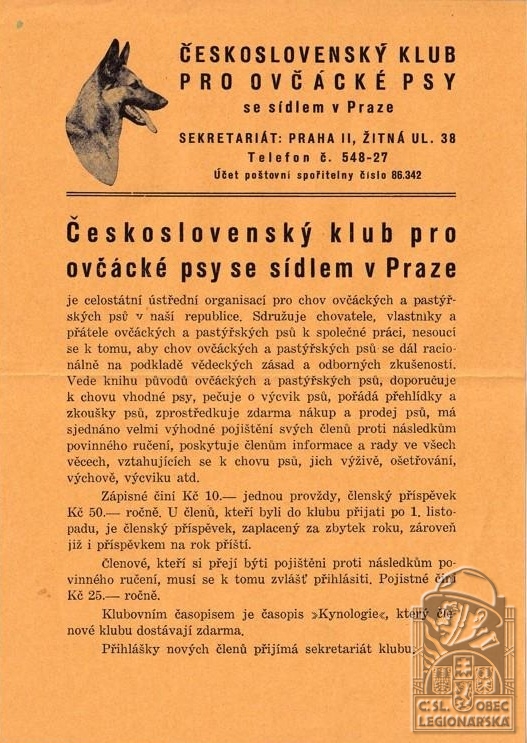 ČESKOSLOVENSKÝ KLUB
PRO OVČÁCKÉ PSY
se sídlem v Praze
SEKRETARIÁT: PRAHA II, ŽITNÁ UL. 38
Telefon č. 548-27
Účet poštovní spořitelny číslo 86.342
Československý klub pro
ovčácké psy se sídlem v Praze
je celostátní ústřední organisací pro chov ovčáckých a pastýř-
ských psů v naší republice. Sdružuje chovatele, vlastníky a
přátele ovčáckých a pastýřských psů k společné práci, nesoucí
se k tomu, aby chov ovčáckých a pastýřských psů se dál racio-
nálně na podkladě vědeckých zásad a odborných zkušeností.
Vede knihu původů ovčáckých a pastýřských psů, doporučuje
k chovu vhodné psy, pečuje o výcvik psů, pořádá přehlídky a
zkoušky psů, zprostředkuje zdarma nákup a prodej psů, má
sjednáno velmi výhodné pojištění svých členů proti následkům
povinného ručení, poskytuje členům informace a rady ve všech
věcech, vztahujících se k chovu psů, jich výživě, ošetřování,
výchově, výcviku atd.
Zápisné činí Kč 10.— jednou provždy, členský příspěvek
Kč 50.— ročně. U členů, kteří byli do klubu přijati po 1. listo-
padu, je členský příspěvek, zaplacený za zbytek roku, zároveň
již i příspěvkem na rok příští.
Členové, kteří si přejí býti pojištěni proti následkům po-
vinného ručení, musí se k tomu zvlášť přihlásiti. Pojistné činí
Kč 25.— ročně.
Klubovním časopisem je časopis »Kynologie«, který čle-
nové klubu dostávají zdarma.
Přihlášky nových členů přijímá sekretariát klubu.
Č.SL. OBEC
LEGIONÁŘSKÁ